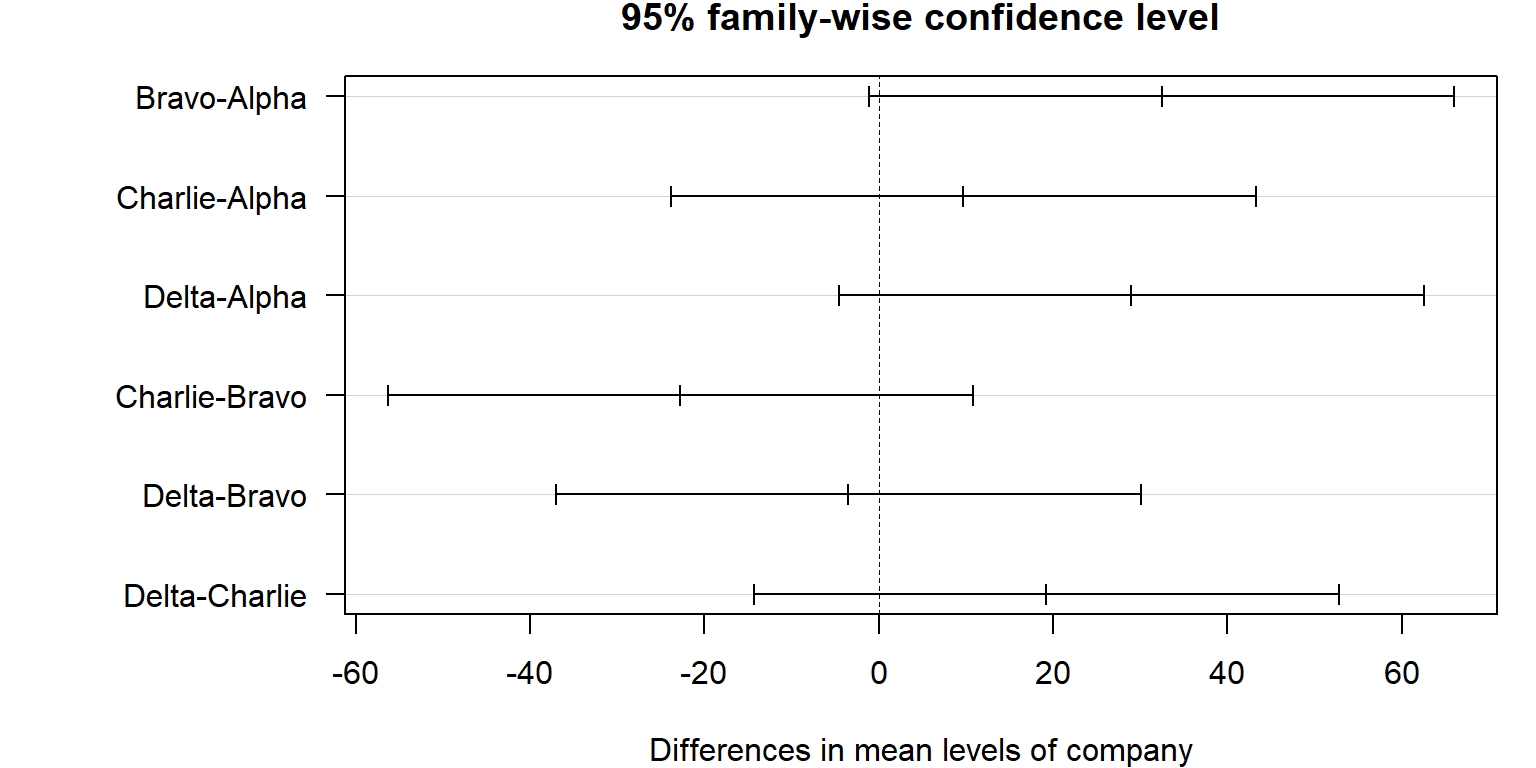 95% family-wise confidence level
Bravo-Alpha
Charlie-Alpha
Delta-Alpha
Charlie-Bravo
Delta-Bravo
Delta-Charlie
-60 -40 -20 0 20 40 60
Differences in mean levels of company